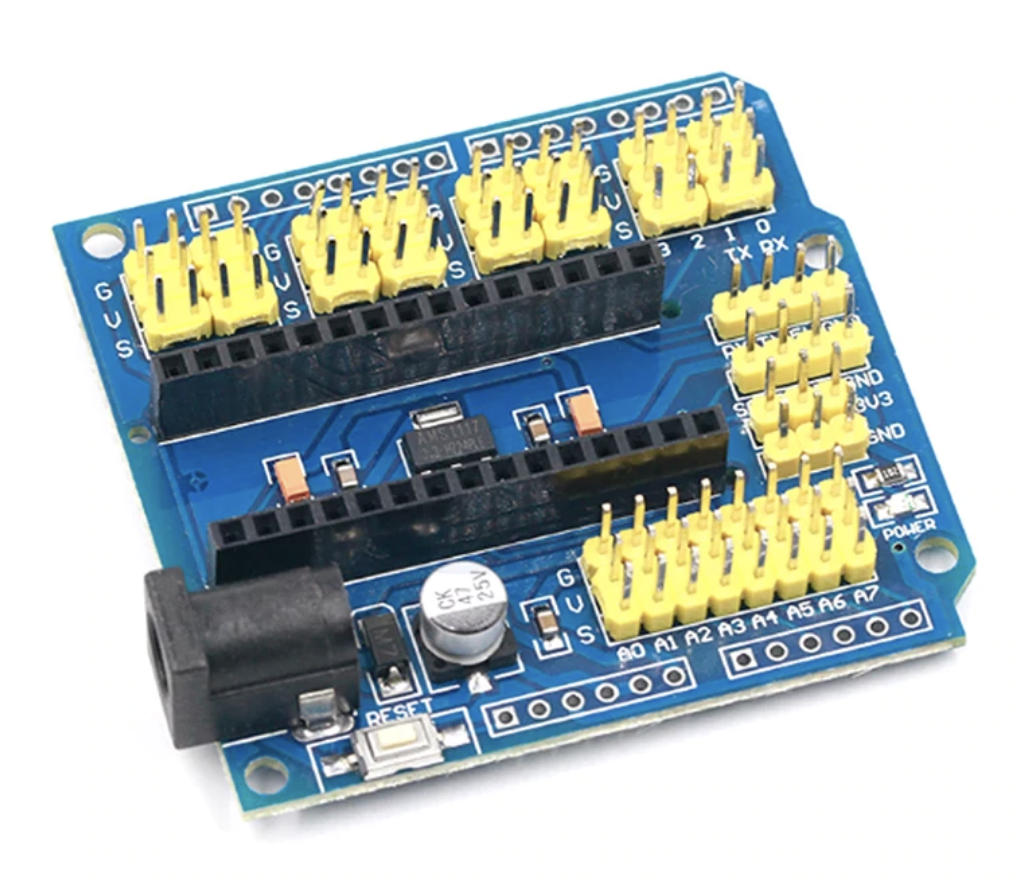 G
V
S
G
V
S
G
V
S
G
V
S
3 2 1 0
TX RX
GND
3V3
GND
AMS1117
POWER
CK
47
25V
G
V
S
A0 A1 A2 A3 A4 A5 A6 A7
RESET